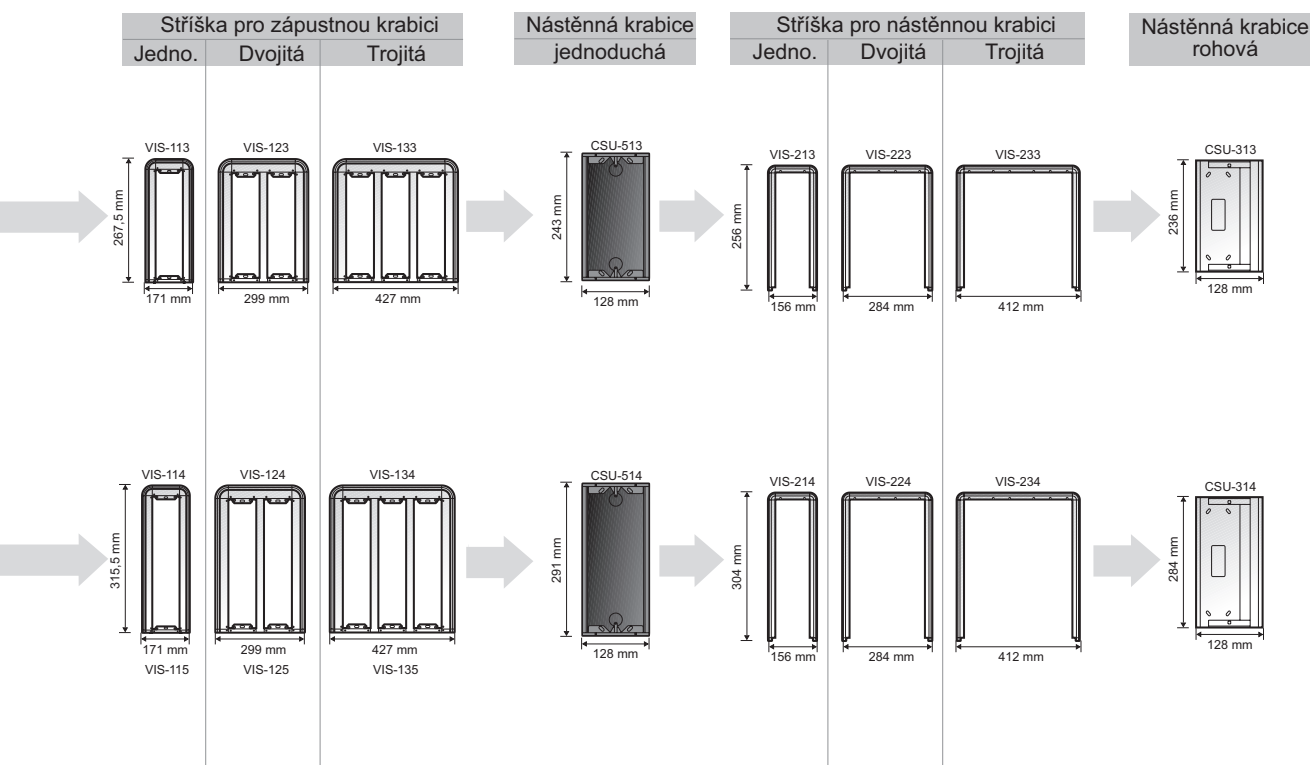 Stříška pro zápustnou krabici
Jedno.
Dvojitá
Trojitá
Nástěnná krabice
jednoduchá
Stříška pro nástěnnou krabici
Jedno.
Dvojitá
Trojitá
Nástěnná krabice
rohová
VIS-113
VIS-123
VIS-133
CSU-513
VIS-213
VIS-223
VIS-233
CSU-313
267,5 mm
243 mm
256 mm
236 mm
171 mm
299 mm
427 mm
128 mm
156 mm
284 mm
412 mm
128 mm
VIS-114
VIS-124
VIS-134
CSU-514
VIS-214
VIS-224
VIS-234
CSU-314
315,5 mm
291 mm
304 mm
284 mm
171 mm
299 mm
427 mm
128 mm
156 mm
284 mm
412 mm
128 mm
VIS-115
VIS-125
VIS-135